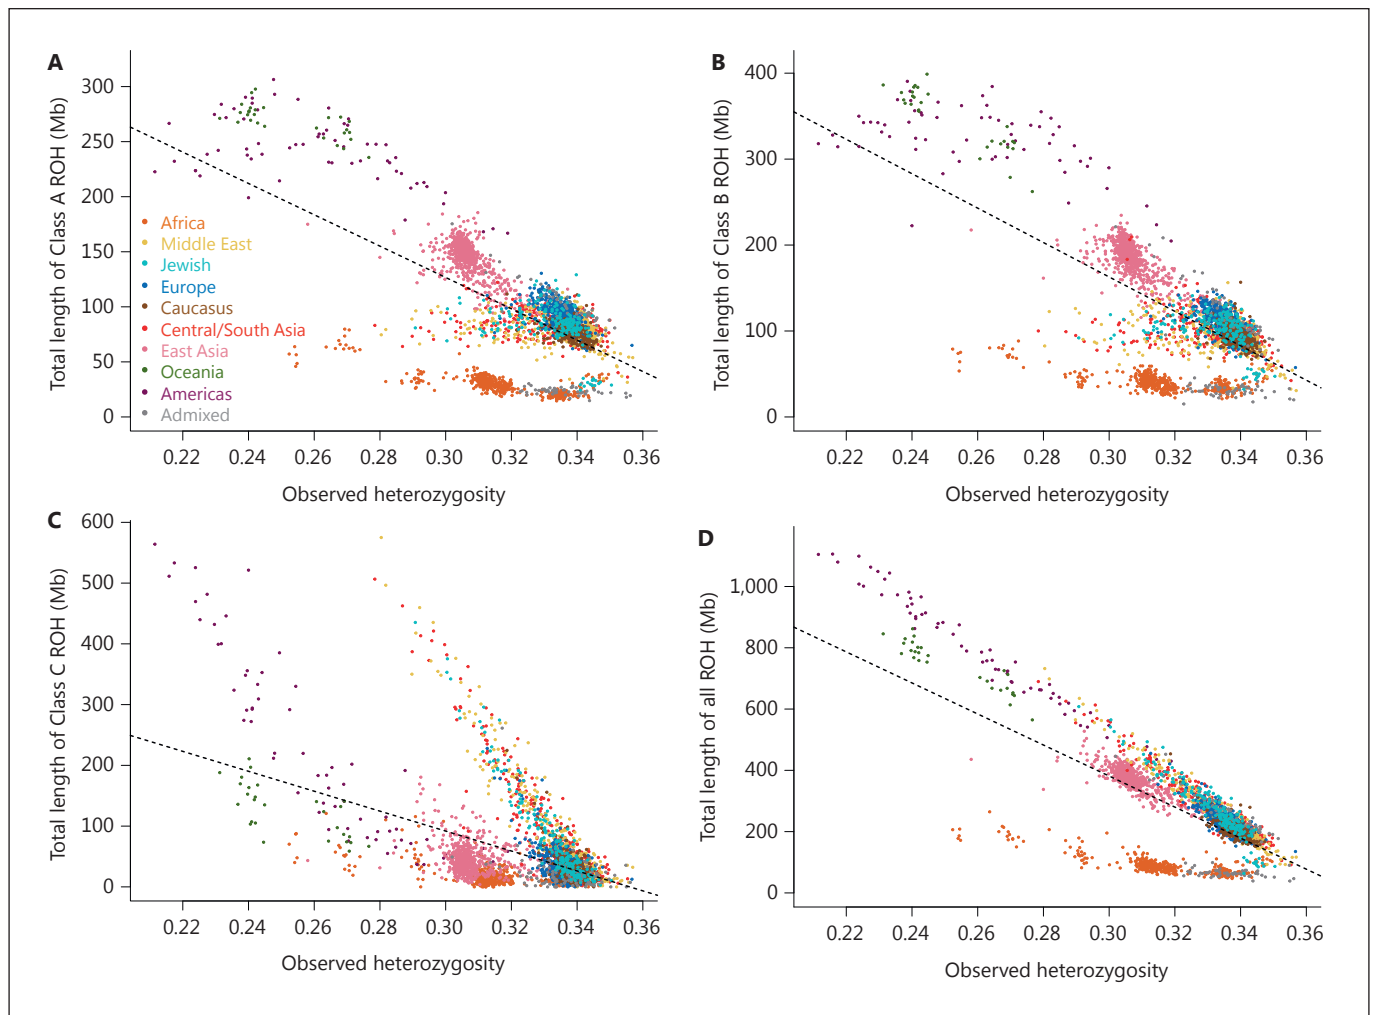 A
Total length of Class A ROH (Mb)
300
250
200
150
100
50
0
Africa
Middle East
Jewish
Europe
Caucasus
Central/South Asia
East Asia
Oceania
Americas
Admixed
0.22 0.24 0.26 0.28 0.30 0.32 0.34 0.36
Observed heterozygosity
B
Total length of Class B ROH (Mb)
400
300
200
100
0
0.22 0.24 0.26 0.28 0.30 0.32 0.34 0.36
Observed heterozygosity
C
Total length of Class C ROH (Mb)
600
500
400
300
200
100
0
0.22 0.24 0.26 0.28 0.30 0.32 0.34 0.36
Observed heterozygosity
D
Total length of all ROH (Mb)
1,000
800
600
400
200
0
0.22 0.24 0.26 0.28 0.30 0.32 0.34 0.36
Observed heterozygosity